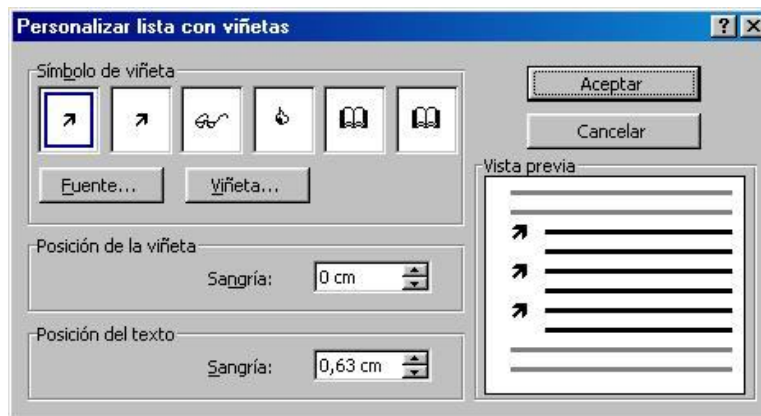 Personalizar lista con viñetas
Símbolo de viñeta
Aceptar
Cancelar
Fuente... Viñeta...
Vista previa
Posición de la viñeta
Sangría: 0 cm
Posición del texto
Sangría: 0,63 cm